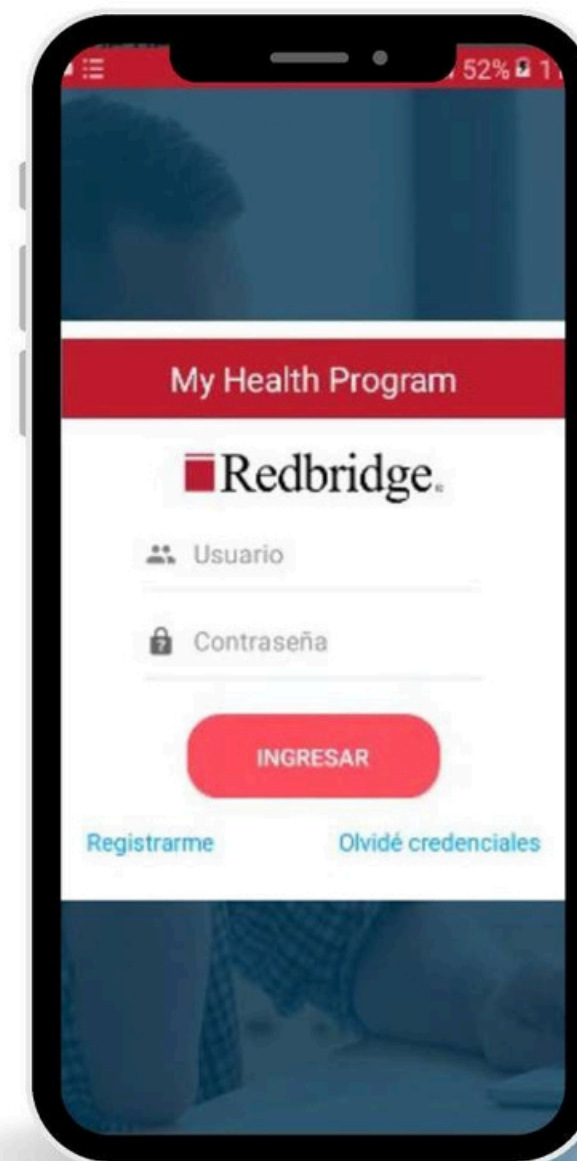 52%
My Health Program
Redbridge®
Usuario
Contraseña
INGRESAR
Registrarme
Olvidé credenciales